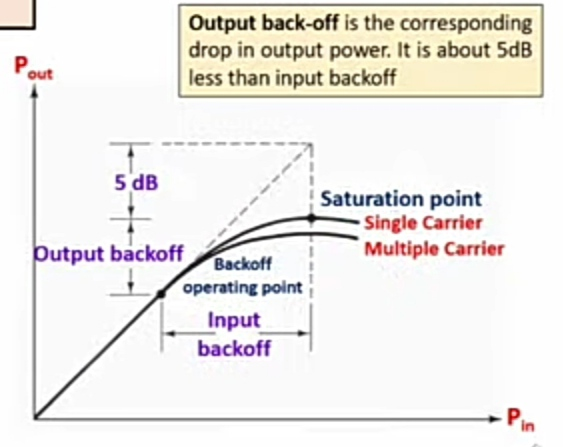 Output back-off is the corresponding
drop in output power. It is about 5dB
less than input backoff
Pout
5 dB
Saturation point
Single Carrier
Multiple Carrier
Output backoff
Backoff
operating point
Input
backoff
Pin